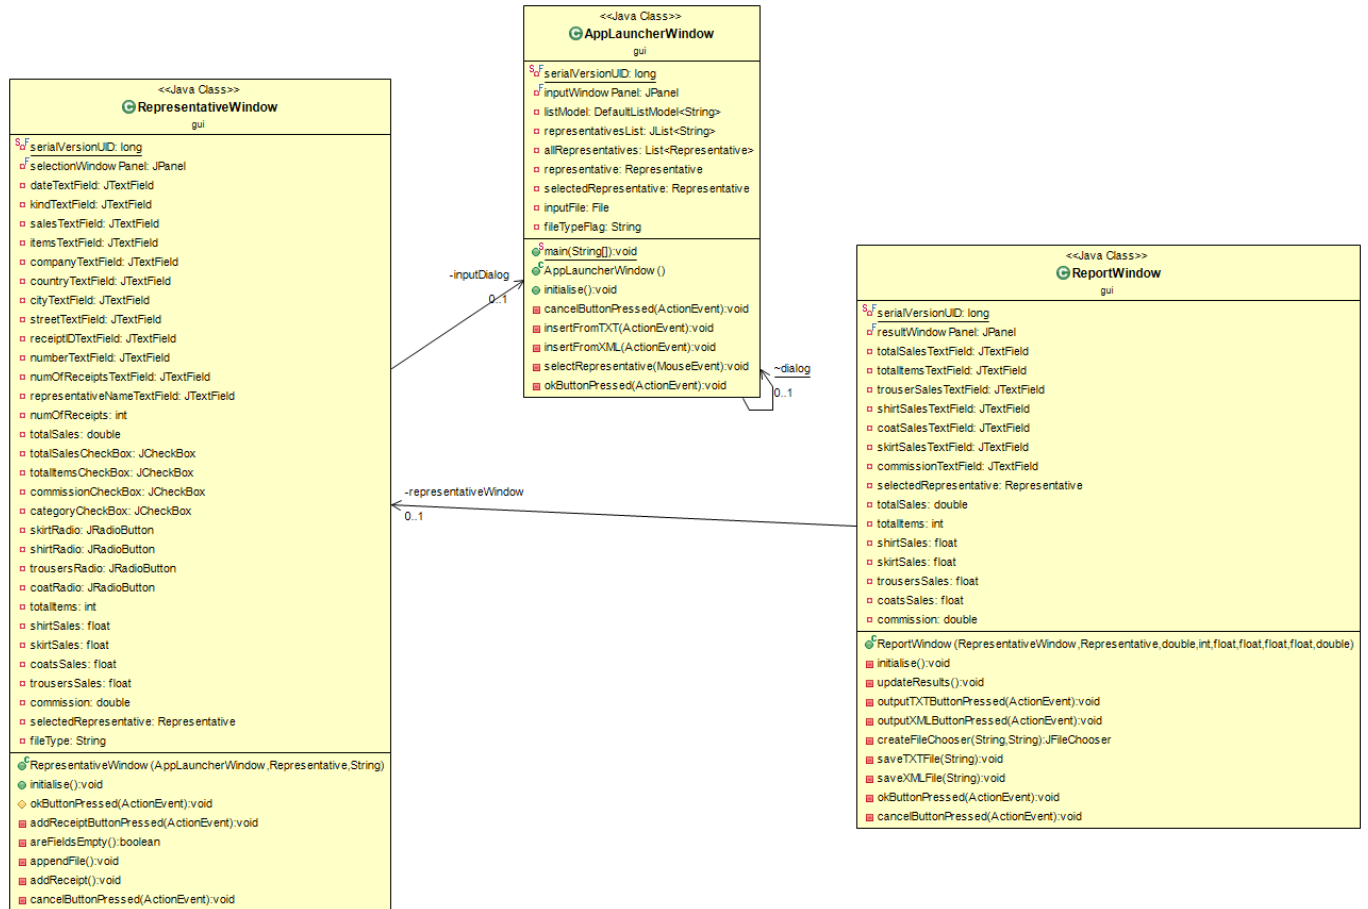 <<Java Class>>
AppLauncherWindow
gui
serialVersionUID: long
inputWindowPanel: JPanel
listModel: DefaultListModel<String>
representativesList: JList<String>
allRepresentatives: List<Representative>
representative: Representative
selectedRepresentative: Representative
inputFile: File
fileTypeFlag: String
main(String[]):void
AppLauncherWindow()
initialise():void
cancelButtonPressed(ActionEvent):void
insertFromTXT(ActionEvent):void
insertFromXML(ActionEvent):void
selectRepresentative(MouseEvent):void
okButtonPressed(ActionEvent):void
<<Java Class>>
RepresentativeWindow
gui
serialVersionUID: long
selectionWindowPanel: JPanel
dateTextField: JTextField
kindTextField: JTextField
salesTextField: JTextField
itemsTextField: JTextField
companyTextField: JTextField
countryTextField: JTextField
cityTextField: JTextField
streetTextField: JTextField
receiptIDTextField: JTextField
numberTextField: JTextField
numOfReceiptsTextField: JTextField
representativeNameTextField: JTextField
numOfReceipts: int
totalSales: double
totalSalesCheckBox: JCheckBox
totalItemsCheckBox: JCheckBox
commissionCheckBox: JCheckBox
categoryCheckBox: JCheckBox
skirtRadio: JRadioButton
shirtRadio: JRadioButton
trousersRadio: JRadioButton
coatRadio: JRadioButton
totalItems: int
shirtSales: float
skirtSales: float
coatsSales: float
trousersSales: float
commission: double
selectedRepresentative: Representative
fileType: String
RepresentativeWindow(AppLauncherWindow,Representative,String)
initialise():void
okButtonPressed(ActionEvent):void
addReceiptButtonPressed(ActionEvent):void
areFieldsEmpty():boolean
appendFile():void
addReceipt():void
cancelButtonPressed(ActionEvent):void
-inputDialog
0..1
~dialog
0..1
-representativeWindow
0..1
<<Java Class>>
ReportWindow
gui
serialVersionUID: long
resultWindowPanel: JPanel
totalSalesTextField: JTextField
totalItemsTextField: JTextField
trouserSalesTextField: JTextField
shirtSalesTextField: JTextField
coatSalesTextField: JTextField
skirtSalesTextField: JTextField
commissionTextField: JTextField
selectedRepresentative: Representative
totalSales: double
totalItems: int
shirtSales: float
skirtSales: float
trousersSales: float
coatsSales: float
commission: double
ReportWindow(RepresentativeWindow,Representative,double,int,float,float,float,float,double)
initialise():void
updateResults():void
outputTXTButtonPressed(ActionEvent):void
outputXMLButtonPressed(ActionEvent):void
createFileChooser(String,String):JFileChooser
saveTXTFile(String):void
saveXMLFile(String):void
okButtonPressed(ActionEvent):void
cancelButtonPressed(ActionEvent):void